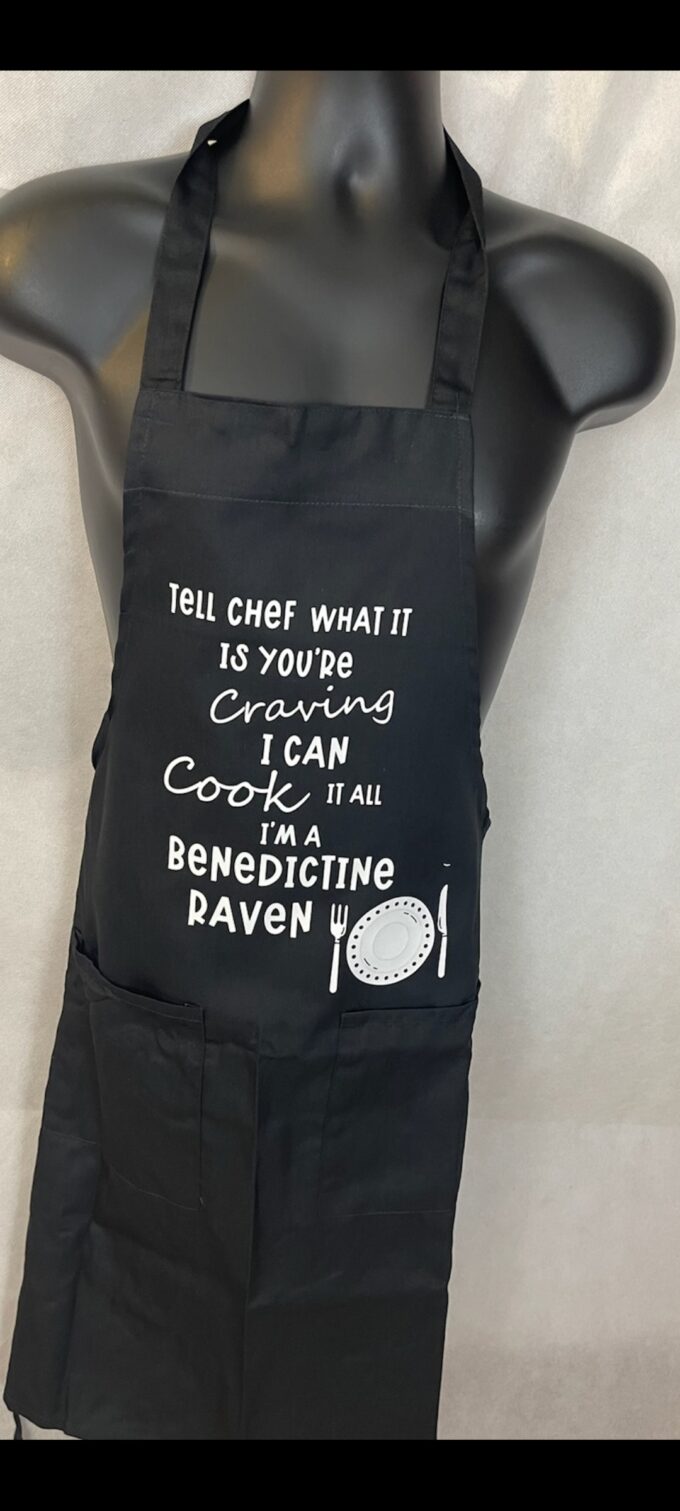 TeLL CHeF WHAT IT
IS YOU'Re
Craving
I CAN
Cook IT ALL
I'M A
BeNeDICTINe
RAVeN